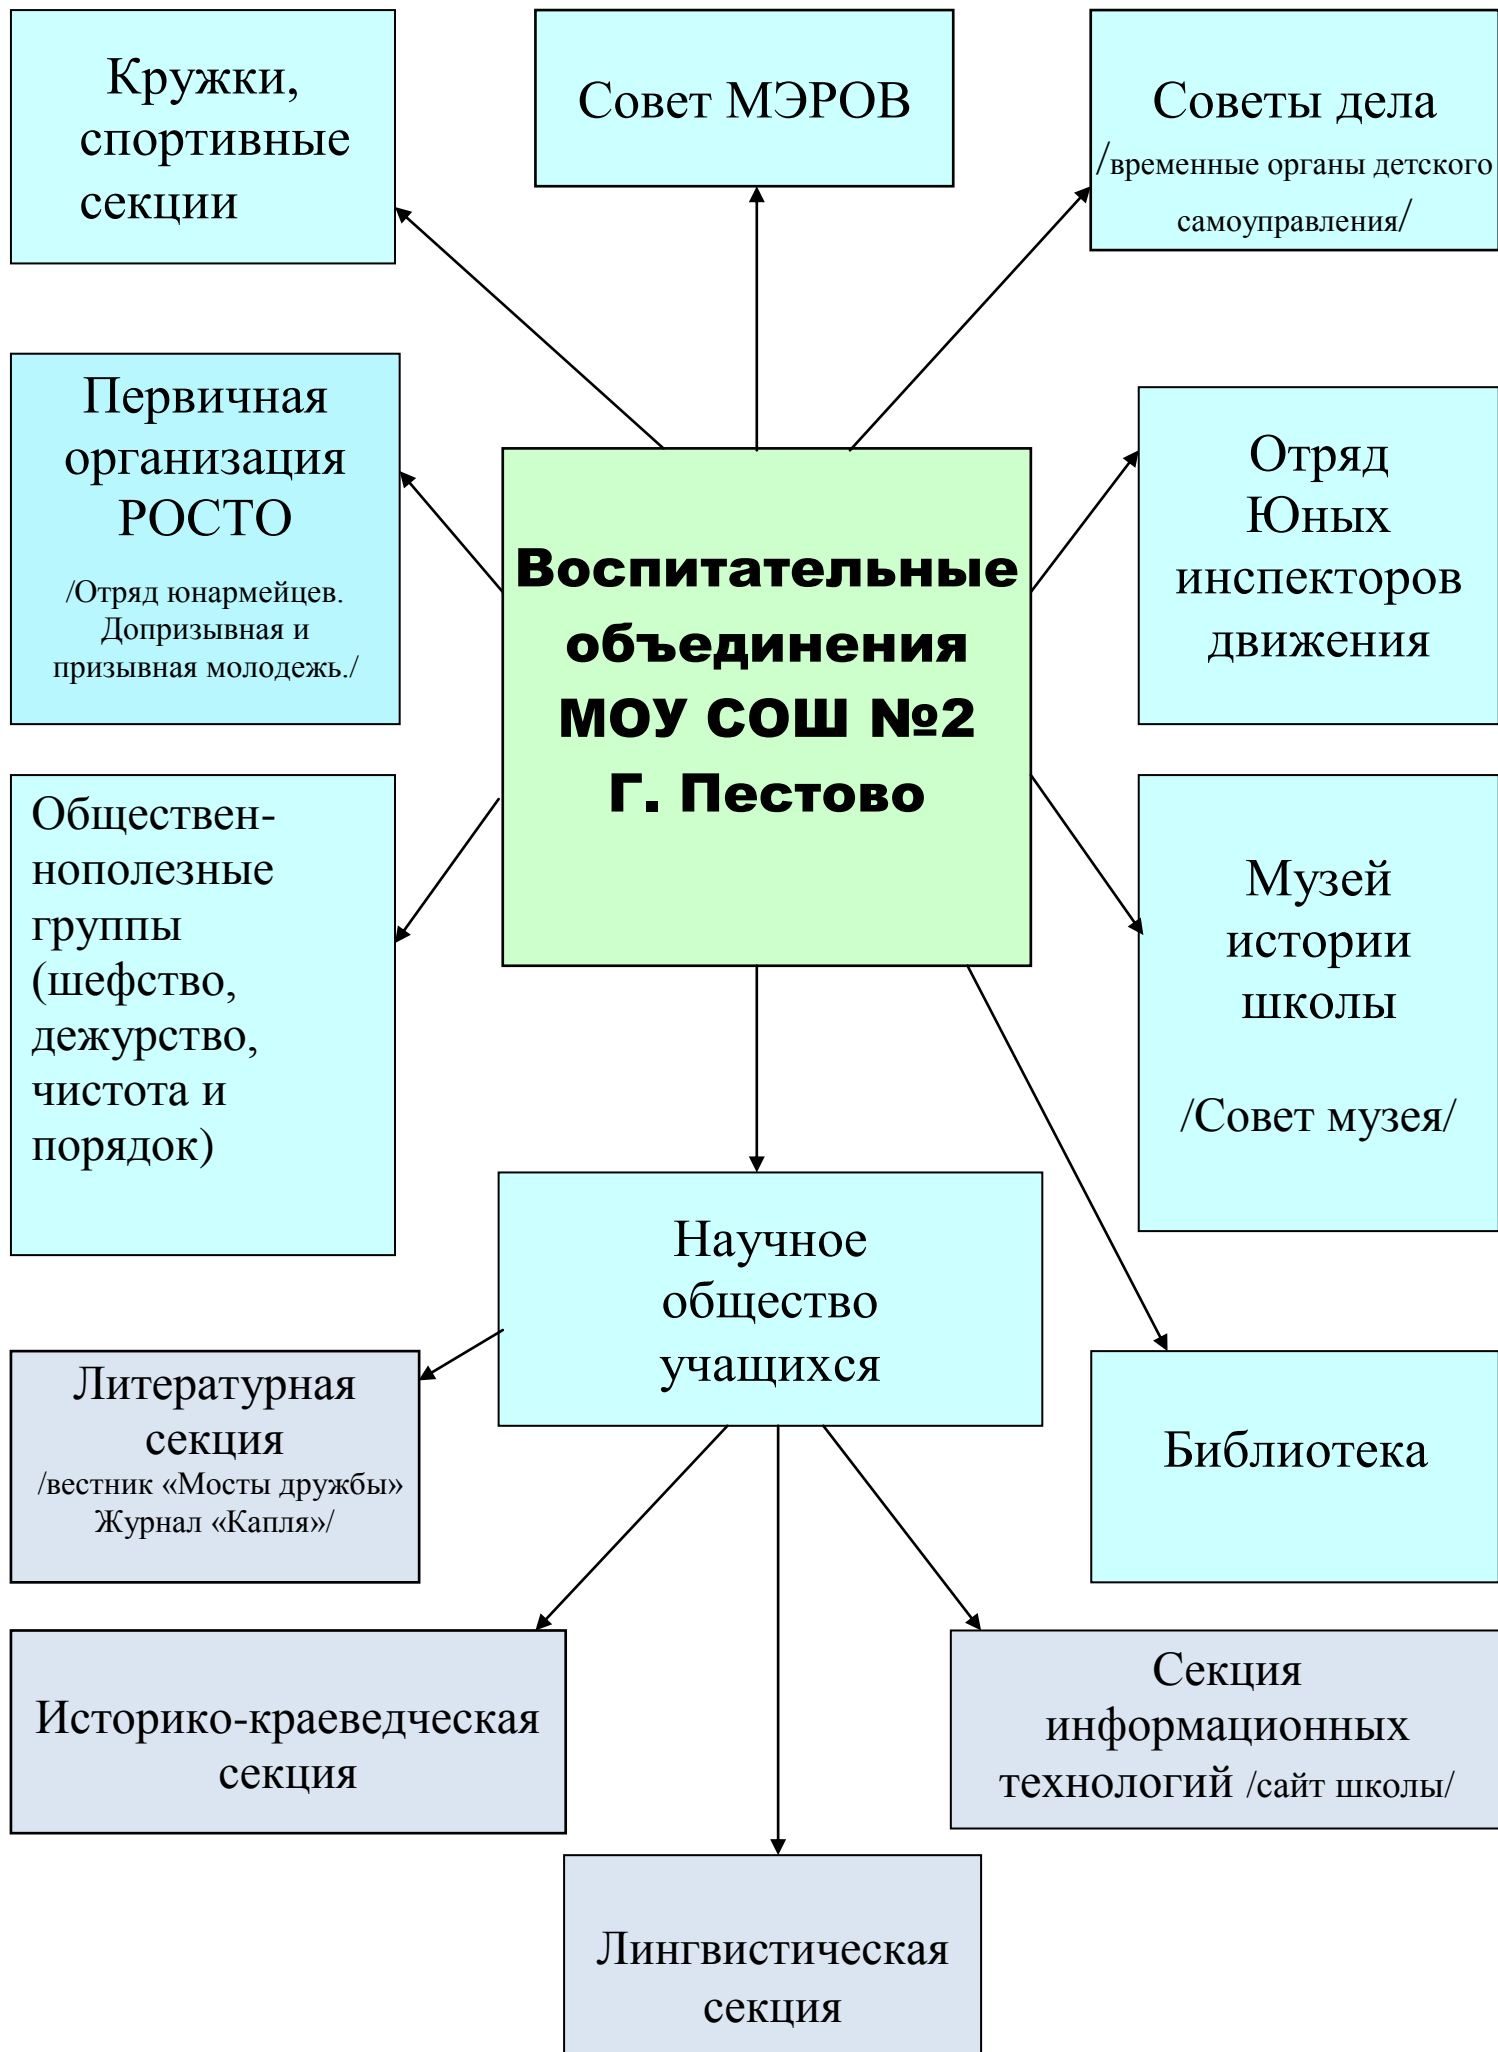 Кружки,
спортивные
секции
Совет МЭРОВ
Советы дела
/временные органы детского
самоуправления/
Первичная
организация
РОСТО
/Отряд юнармейцев.
Допризывная и
призывная молодежь./
Воспитательные
объединения
МОУ СОШ №2
Г. Пестово
Отряд
Юных
инспекторов
движения
Обществен-
нополезные
группы
(шефство,
дежурство,
чистота и
порядок)
Музей
истории
школы
/Совет музея/
Научное
общество
учащихся
Литературная
секция
/вестник «Мосты дружбы»
Журнал «Капля»/
Библиотека
Историко-краеведческая
секция
Секция
информационных
технологий /сайт школы/
Лингвистическая
секция